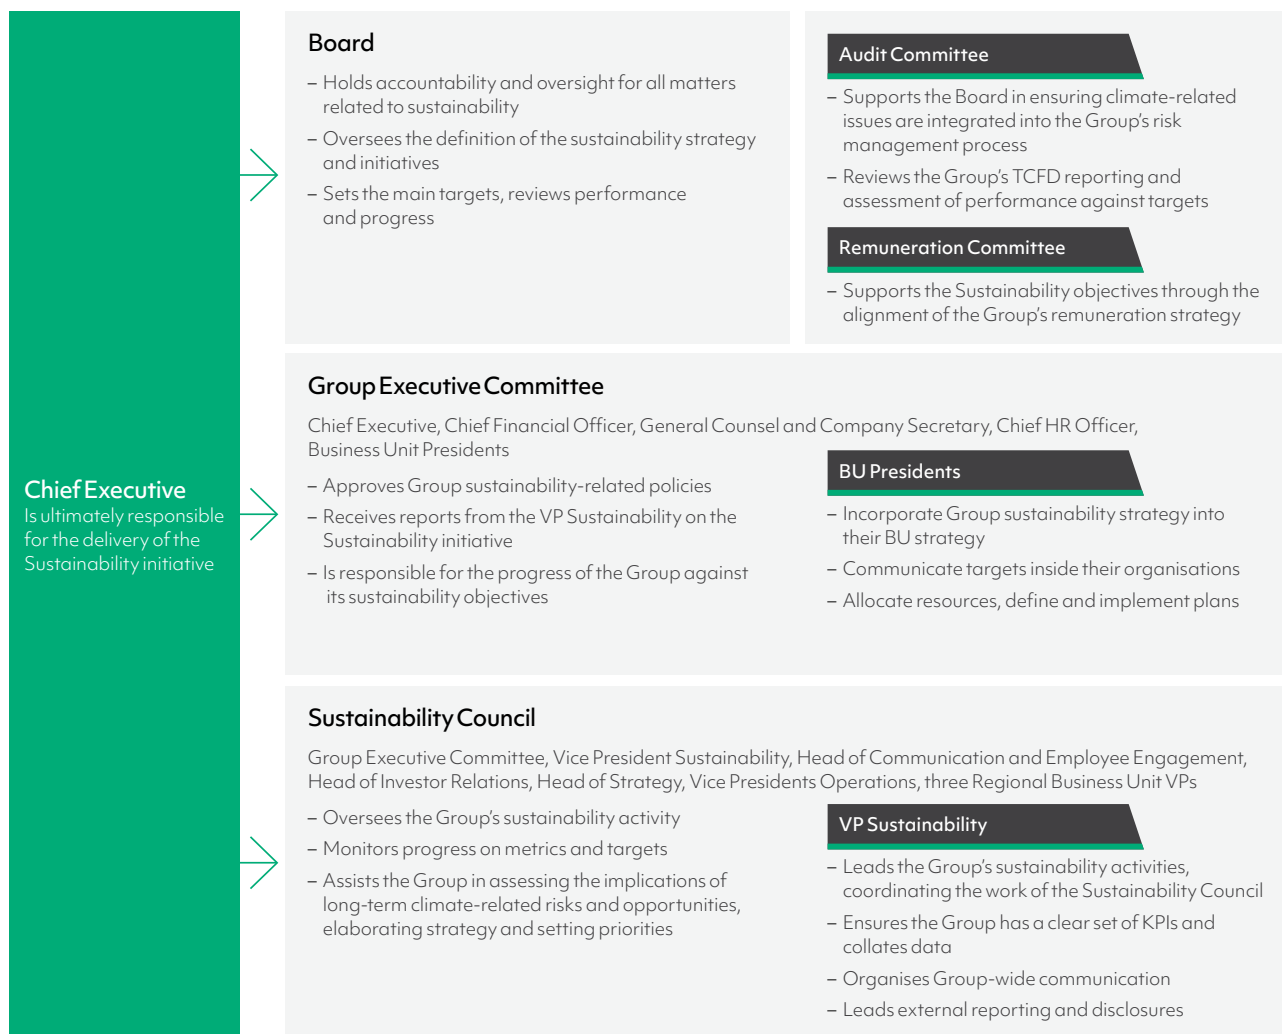 Chief Executive
Is ultimately responsible
for the delivery of the
Sustainability initiative
Board
– Holds accountability and oversight for all matters
related to sustainability
– Oversees the definition of the sustainability strategy
and initiatives
– Sets the main targets, reviews performance
and progress
Audit Committee
– Supports the Board in ensuring climate-related
issues are integrated into the Group’s risk
management process
– Reviews the Group’s TCFD reporting and
assessment of performance against targets
Remuneration Committee
– Supports the Sustainability objectives through the
alignment of the Group’s remuneration strategy
Group Executive Committee
Chief Executive, Chief Financial Officer, General Counsel and Company Secretary, Chief HR Officer,
Business Unit Presidents
– Approves Group sustainability-related policies
– Receives reports from the VP Sustainability on the
Sustainability initiative
– Is responsible for the progress of the Group against
its sustainability objectives
BU Presidents
– Incorporate Group sustainability strategy into
their BU strategy
– Communicate targets inside their organisations
– Allocate resources, define and implement plans
Sustainability Council
Group Executive Committee, Vice President Sustainability, Head of Communication and Employee Engagement,
Head of Investor Relations, Head of Strategy, Vice Presidents Operations, three Regional Business Unit VPs
– Oversees the Group’s sustainability activity
– Monitors progress on metrics and targets
– Assists the Group in assessing the implications of
long-term climate-related risks and opportunities,
elaborating strategy and setting priorities
VP Sustainability
– Leads the Group’s sustainability activities,
coordinating the work of the Sustainability Council
– Ensures the Group has a clear set of KPIs and
collates data
– Organises Group-wide communication
– Leads external reporting and disclosures